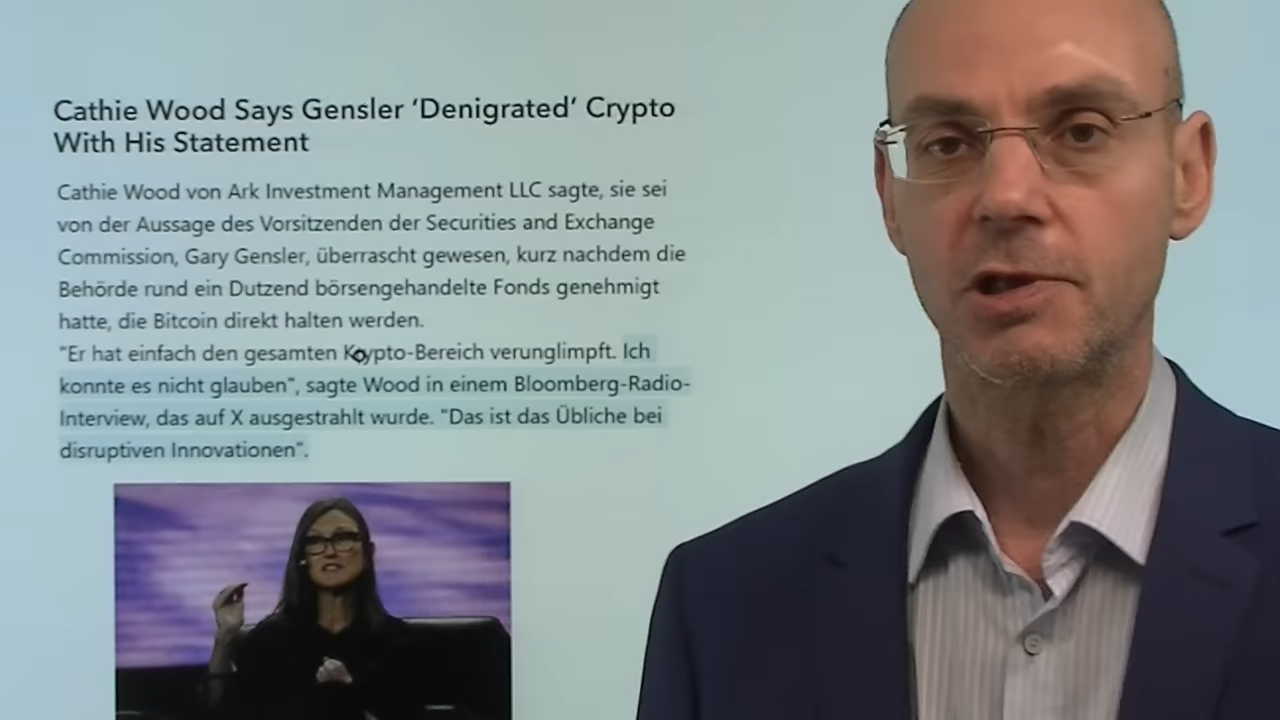 Cathie Wood Says Gensler ‘Denigrated’ Crypto
With His Statement
Cathie Wood von Ark Investment Management LLC sagte, sie sei
von der Aussage des Vorsitzenden der Securities and Exchange
Commission, Gary Gensler, überrascht gewesen, kurz nachdem die
Behörde rund ein Dutzend börsengehandelte Fonds genehmigt
hatte, die Bitcoin direkt halten werden.
"Er hat einfach den gesamten Krypto-Bereich verunglimpft. Ich
konnte es nicht glauben", sagte Wood in einem Bloomberg-Radio-
Interview, das auf X ausgestrahlt wurde. "Das ist das Übliche bei
disruptiven Innovationen".